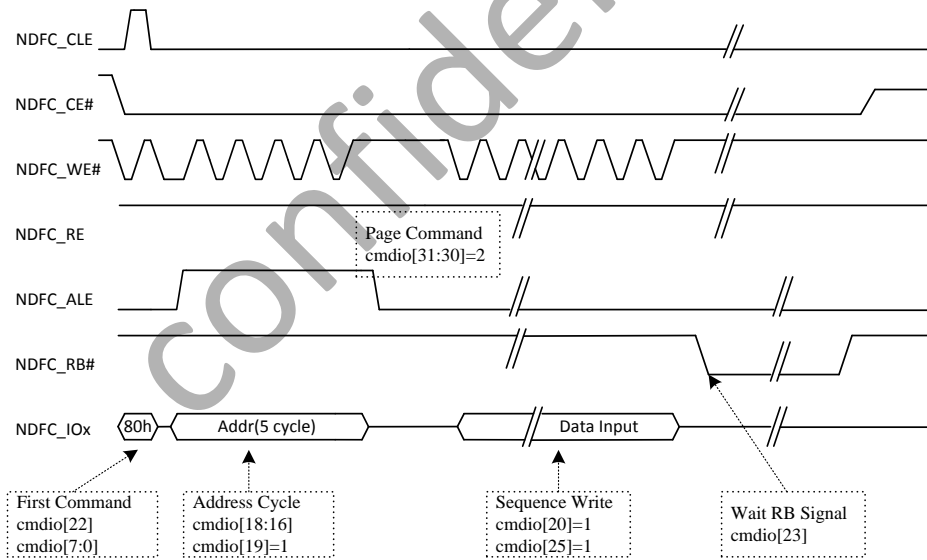 confiden
NDFC_CLE
NDFC_CE#
NDFC_WE#
NDFC_RE
Page Command
cmdio[31:30]=2
NDFC_ALE
NDFC_RB#
NDFC_IOx
80h
Addr(5 cycle)
Data Input
First Command
cmdio[22]
cmdio[7:0]
Address Cycle
cmdio[18:16]
cmdio[19]=1
Sequence Write
cmdio[20]=1
cmdio[25]=1
Wait RB Signal
cmdio[23]